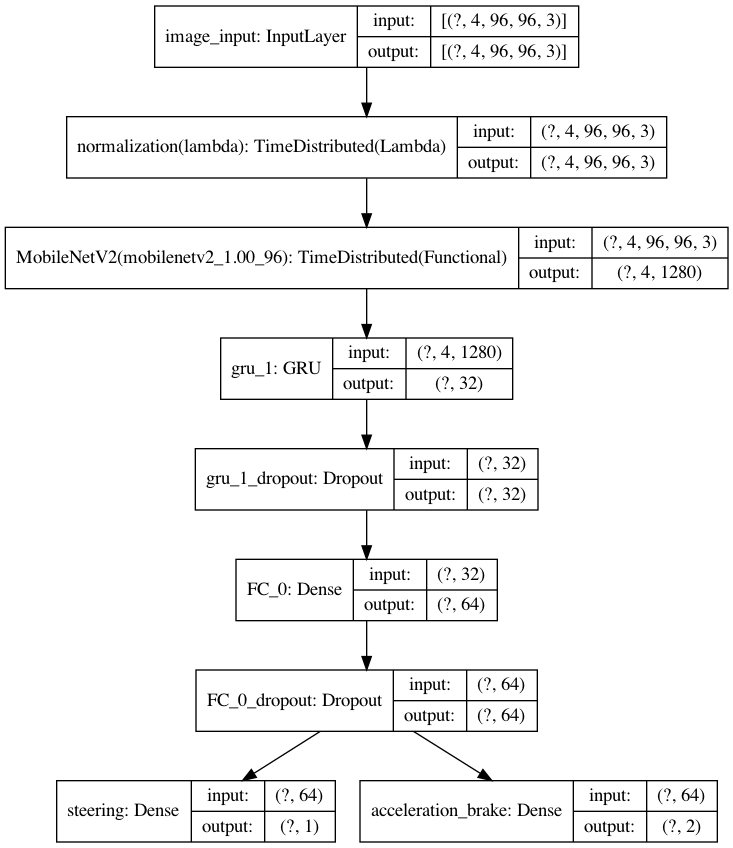 image_input: InputLayer
input:
[(?, 4, 96, 96, 3)]
output:
[(?, 4, 96, 96, 3)]
normalization(lambda): TimeDistributed(Lambda)
input:
(?, 4, 96, 96, 3)
output:
(?, 4, 96, 96, 3)
MobileNetV2(mobilenetv2_1.00_96): TimeDistributed(Functional)
input:
(?, 4, 96, 96, 3)
output:
(?, 4, 1280)
gru_1: GRU
input:
(?, 4, 1280)
output:
(?, 32)
gru_1_dropout: Dropout
input:
(?, 32)
output:
(?, 32)
FC_0: Dense
input:
(?, 32)
output:
(?, 64)
FC_0_dropout: Dropout
input:
(?, 64)
output:
(?, 64)
steering: Dense
input:
(?, 64)
output:
(?, 1)
acceleration_brake: Dense
input:
(?, 64)
output:
(?, 2)